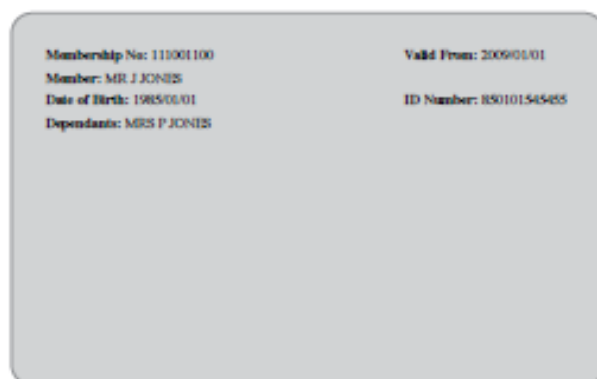 Membership No: 111001100 Valid From: 2009/01/01
Member: MR J JONES
Date of Birth: 1985/01/01 ID Number: 850101545455
Dependants: MRS P JONES